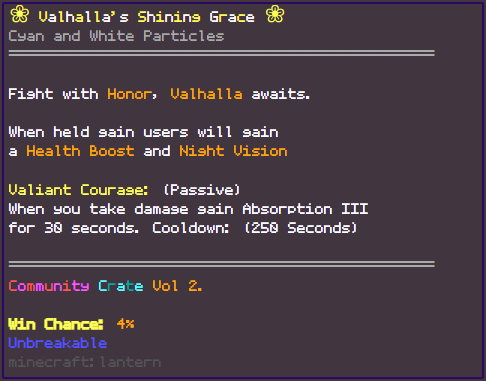 ❀ Valhalla's Shining Grace ❀
Cyan and White Particles
Fight with Honor, Valhalla awaits.
When held gain users will gain
a Health Boost and Night Vision
Valiant Courage: (Passive)
When you take damage gain Absorption III
for 30 seconds. Cooldown: (250 Seconds)
Community Crate Vol 2.
Win Chance: 4%
Unbreakable
minecraft:lantern